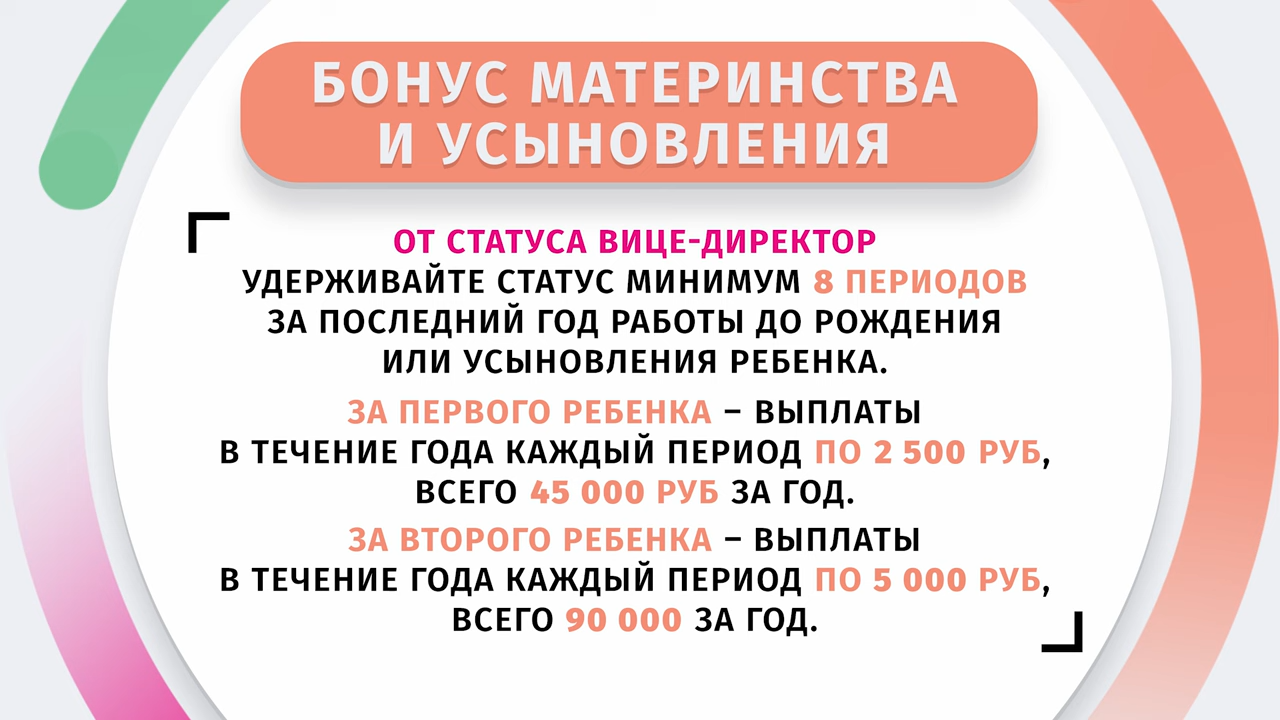 БОНУС МАТЕРИНСТВА
И УСЫНОВЛЕНИЯ
ОТ СТАТУСА ВИЦЕ-ДИРЕКТОР
УДЕРЖИВАЙТЕ СТАТУС МИНИМУМ 8 ПЕРИОДОВ
ЗА ПОСЛЕДНИЙ ГОД РАБОТЫ ДО РОЖДЕНИЯ
ИЛИ УСЫНОВЛЕНИЯ РЕБЕНКА.
ЗА ПЕРВОГО РЕБЕНКА – ВЫПЛАТЫ
В ТЕЧЕНИЕ ГОДА КАЖДЫЙ ПЕРИОД ПО 2 500 РУБ,
ВСЕГО 45 000 РУБ ЗА ГОД.
ЗА ВТОРОГО РЕБЕНКА – ВЫПЛАТЫ
В ТЕЧЕНИЕ ГОДА КАЖДЫЙ ПЕРИОД ПО 5 000 РУБ,
ВСЕГО 90 000 ЗА ГОД.